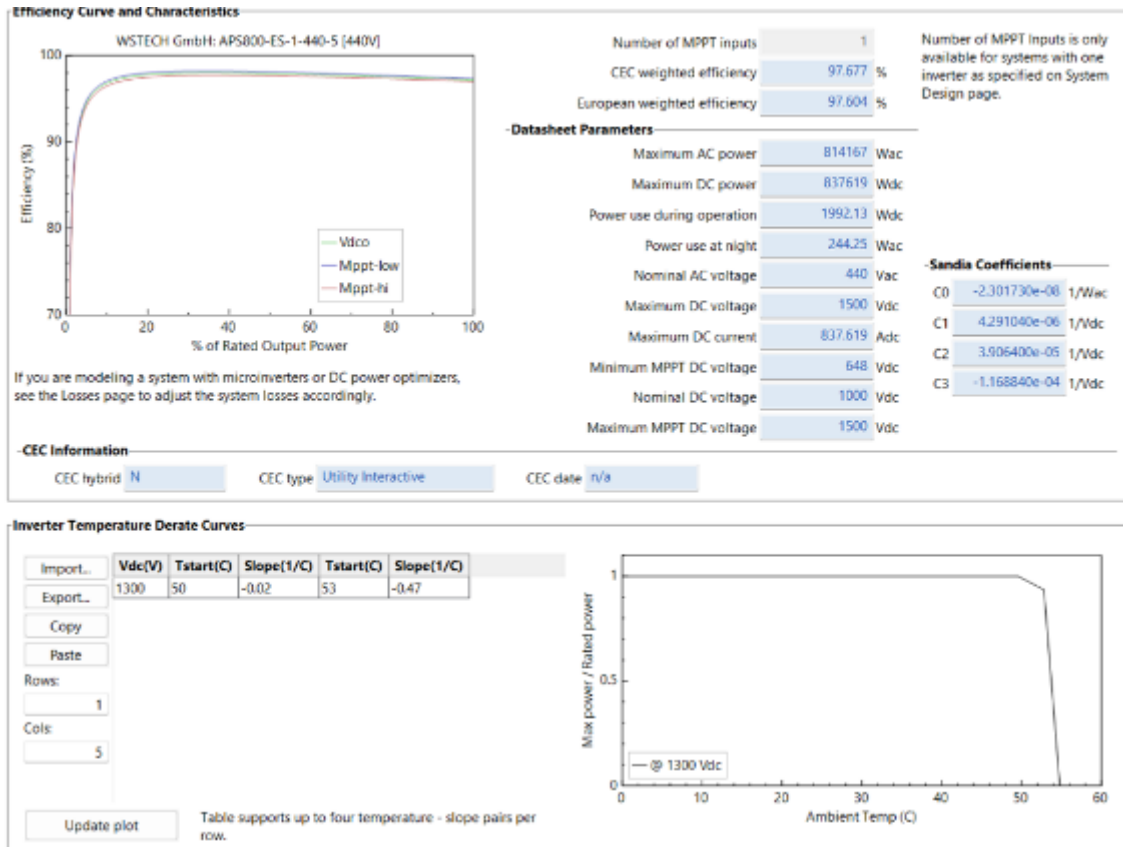 Efficiency Curve and Characteristics
WSTECH GmbH: APS800-ES-1-440-5 [440V]
100
90
80
70
Efficiency (%)
Vdco
Mppt-low
Mppt-hi
0 20 40 60 80 100
% of Rated Output Power
If you are modeling a system with microinverters or DC power optimizers,
see the Losses page to adjust the system losses accordingly.
Number of MPPT inputs 1
CEC weighted efficiency 97.677 %
European weighted efficiency 97.604 %
Number of MPPT Inputs is only
available for systems with one
inverter as specified on System
Design page.
Datasheet Parameters
Maximum AC power 814167 Wac
Maximum DC power 837619 Wdc
Power use during operation 1992.13 Wdc
Power use at night 244.25 Wac
Nominal AC voltage 440 Vac
Maximum DC voltage 1500 Vdc
Maximum DC current 837.619 Adc
Minimum MPPT DC voltage 648 Vdc
Nominal DC voltage 1000 Vdc
Maximum MPPT DC voltage 1500 Vdc
Sandia Coefficients
C0 -2.301730e-08 1/Wac
C1 4.291040e-06 1/Vdc
C2 3.906400e-05 1/Vdc
C3 -1.168840e-04 1/Vdc
CEC Information
CEC hybrid N CEC type Utility Interactive CEC date n/a
Inverter Temperature Derate Curves
Import...
Export...
Copy
Paste
Rows:
1
Cols:
5
Vdc(V) Tstart(C) Slope(1/C) Tstart(C) Slope(1/C)
1300 50 -0.02 53 -0.47
Update plot
Table supports up to four temperature - slope pairs per
row.
Max power / Rated power
1
0.5
0
@ 1300 Vdc
0 10 20 30 40 50 60
Ambient Temp (C)